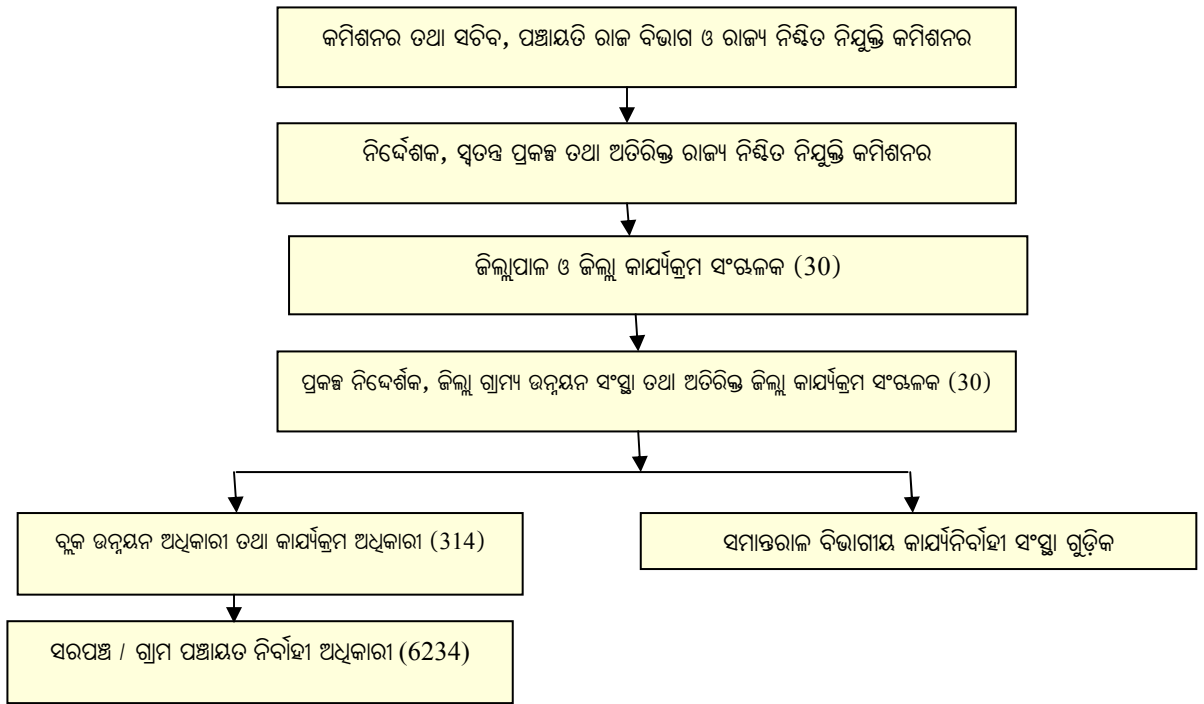 କମିଶନର ତଥା ସଚିବ, ପଞ୍ଚାୟତି ରାଜ ବିଭାଗ ଓ ରାଜ୍ୟ ନିଶ୍ଚିତ ନିଯୁକ୍ତି କମିଶନର
ନିର୍ଦ୍ଦେଶକ, ସ୍ୱତନ୍ତ୍ର ପ୍ରକଳ୍ପ ତଥା ଅତିରିକ୍ତ ରାଜ୍ୟ ନିଶ୍ଚିତ ନିଯୁକ୍ତି କମିଶନର
ଜିଲ୍ଲାପାଳ ଓ ଜିଲ୍ଲା କାର୍ଯ୍ୟକ୍ରମ ସଂଚାଳକ (30)
ପ୍ରକଳ୍ପ ନିଦ୍ଦେର୍ଶକ, ଜିଲ୍ଲା ଗ୍ରାମ୍ୟ ଉନ୍ନୟନ ସଂସ୍ଥା ତଥା ଅତିରିକ୍ତ ଜିଲ୍ଲା କାର୍ଯ୍ୟକ୍ରମ ସଂଚାଳକ (30)
ବ୍ଲକ ଉନ୍ନୟନ ଅଧିକାରୀ ତଥା କାର୍ଯ୍ୟକ୍ରମ ଅଧିକାରୀ (314)
ସମାନ୍ତରାଳ ବିଭାଗୀୟ କାର୍ଯ୍ୟନିର୍ବାହୀ ସଂସ୍ଥା ଗୁଡ଼ିକ
ସରପଞ୍ଚ / ଗ୍ରାମ ପଞ୍ଚାୟତ ନିର୍ବାହୀ ଅଧିକାରୀ (6234)